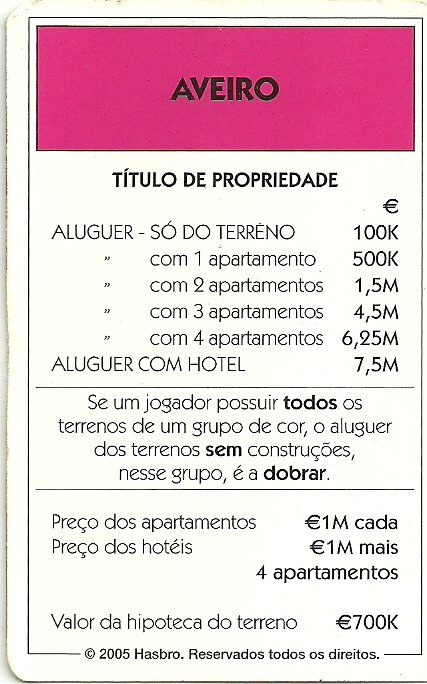 AVEIRO
TÍTULO DE PROPRIEDADE
€
ALUGUER - SÓ DO TERRENO 100K
" com 1 apartamento 500K
" com 2 apartamentos 1,5M
" com 3 apartamentos 4,5M
" com 4 apartamentos 6,25M
ALUGUER COM HOTEL 7,5M
Se um jogador possuir todos os
terrenos de um grupo de cor, o aluguer
dos terrenos sem construções,
nesse grupo, é a dobrar.
Preço dos apartamentos €1M cada
Preço dos hotéis €1M mais
4 apartamentos
Valor da hipoteca do terreno €700K
© 2005 Hasbro. Reservados todos os direitos.